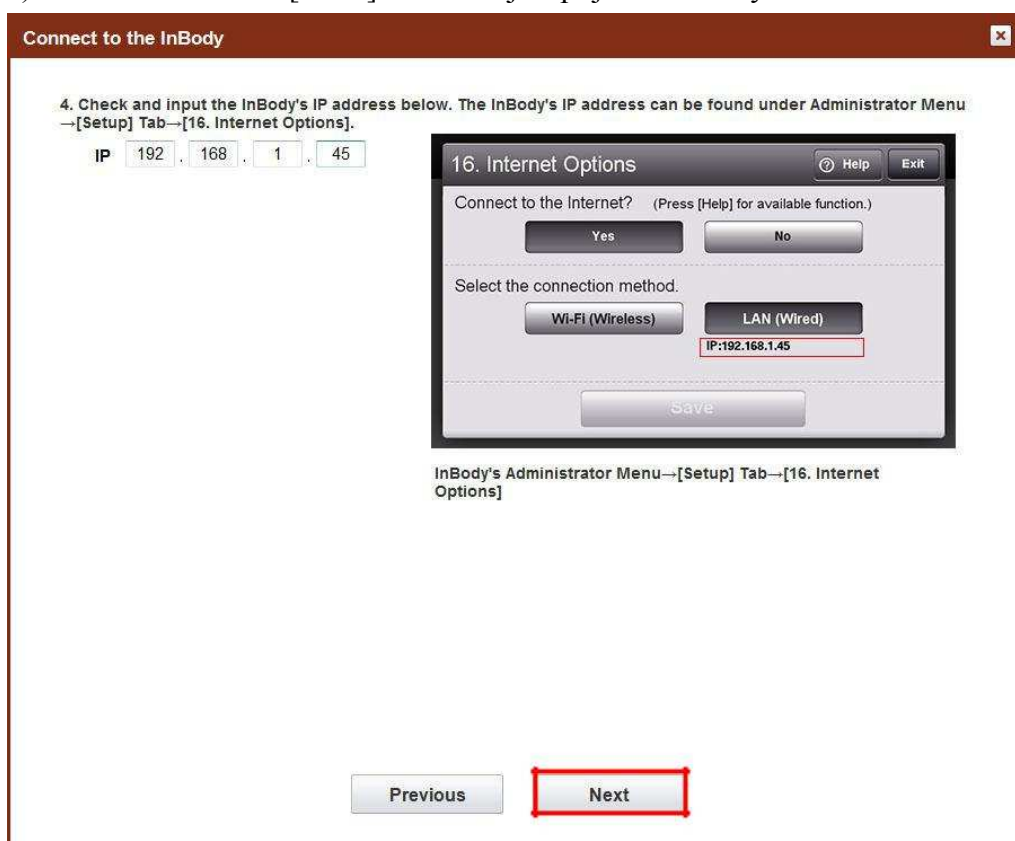 Connect to the InBody
4. Check and input the InBody's IP address below. The InBody's IP address can be found under Administrator Menu
→[Setup] Tab→[16. Internet Options].
IP 192 . 168 . 1 . 45
16. Internet Options
Help
Exit
Connect to the Internet? (Press [Help] for available function.)
Yes No
Select the connection method.
Wi-Fi (Wireless) LAN (Wired)
IP:192.168.1.45
Save
InBody's Administrator Menu→[Setup] Tab→[16. Internet
Options]
Previous Next